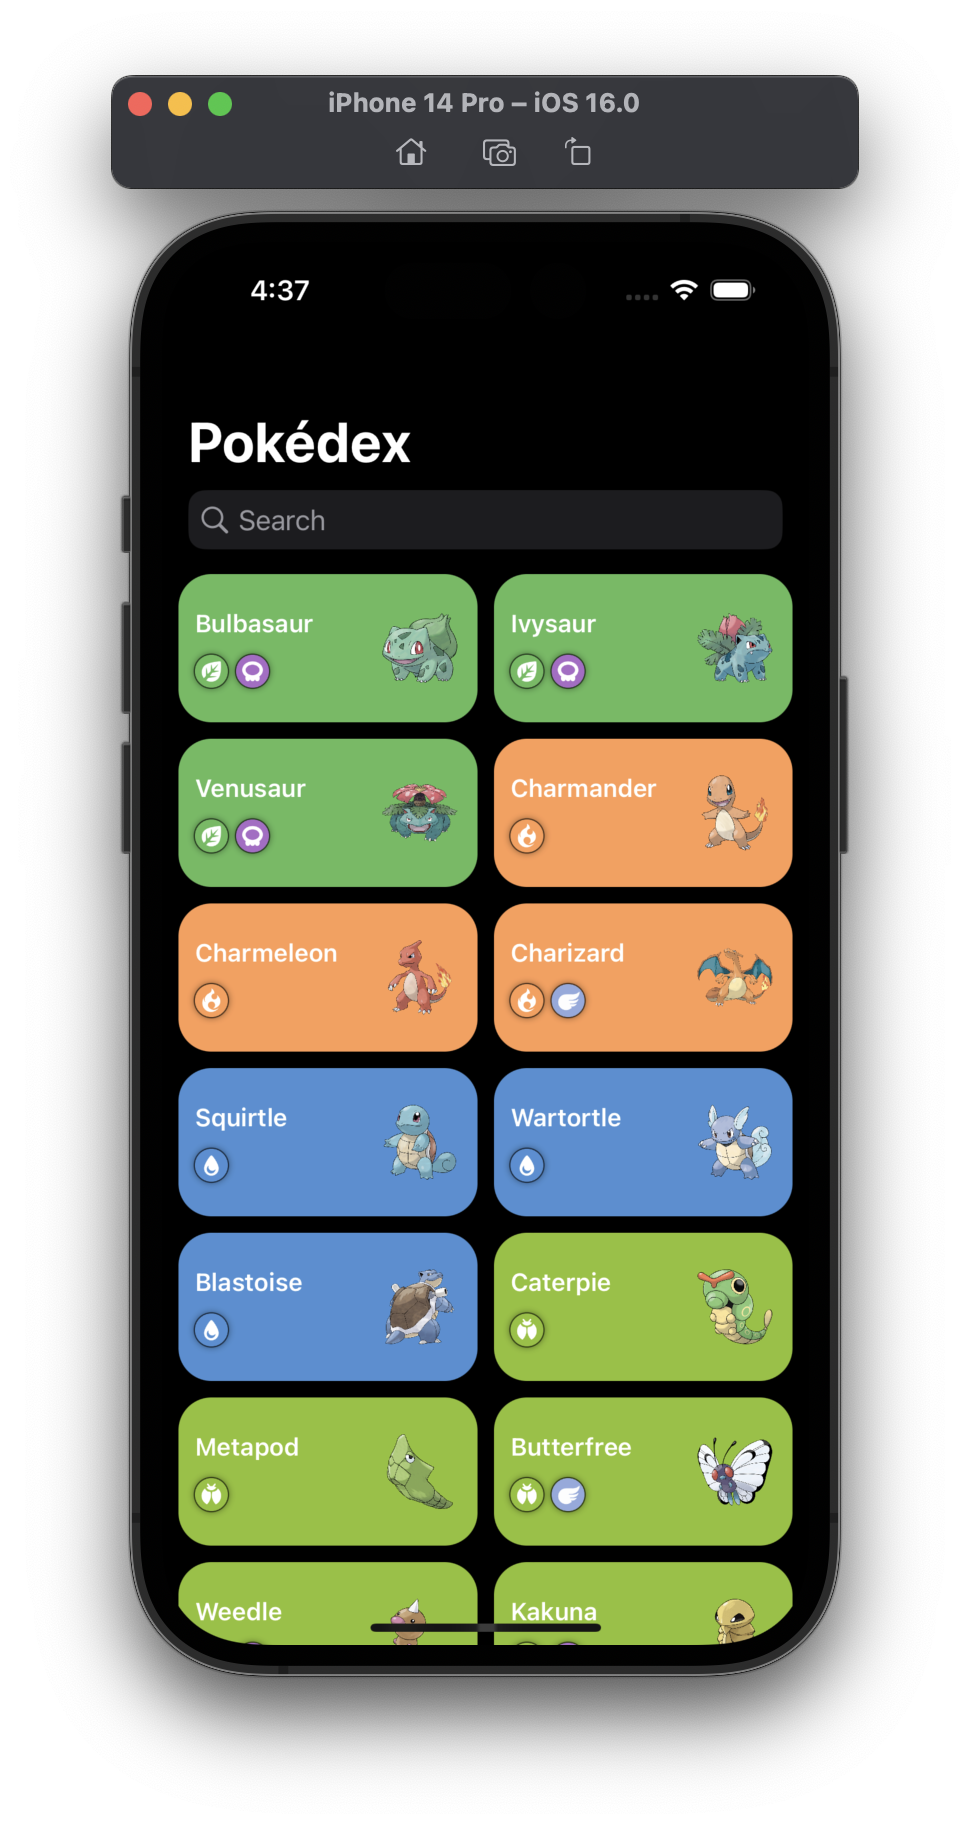 iPhone 14 Pro – iOS 16.0
4:37
Pokédex
Search
Bulbasaur
Ivysaur
Venusaur
Charmander
Charmeleon
Charizard
Squirtle
Wartortle
Blastoise
Caterpie
Metapod
Butterfree
Weedle
Kakuna